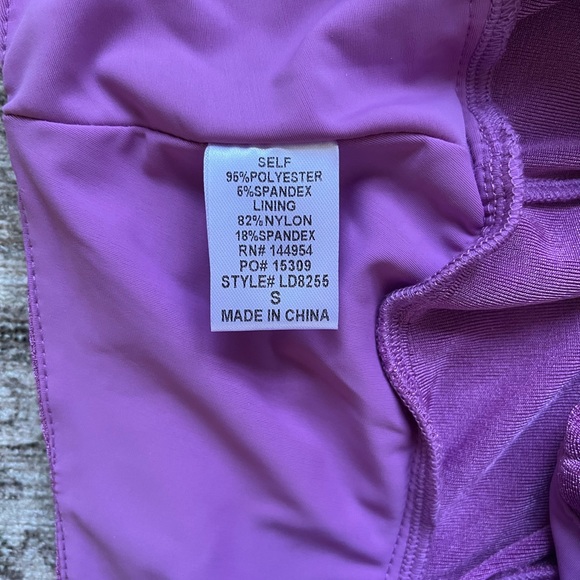 SELF
95%POLYESTER
5%SPANDEX
LINING
82%NYLON
18%SPANDEX
RN# 144954
PO# 15309
STYLE# LD8255
S
MADE IN CHINA